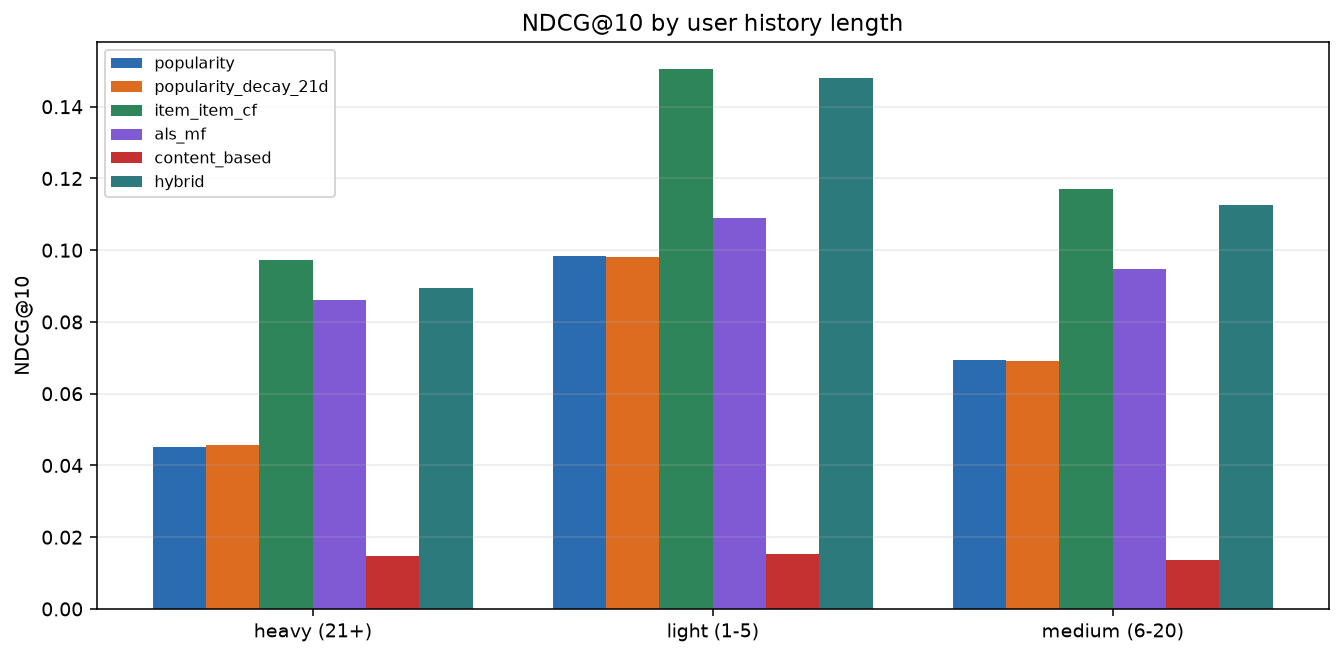 NDCG@10 by user history length
popularity
popularity_decay_21d
item_item_cf
als_mf
content_based
hybrid
NDCG@10
0.14
0.12
0.10
0.08
0.06
0.04
0.02
0.00
heavy (21+)
light (1-5)
medium (6-20)